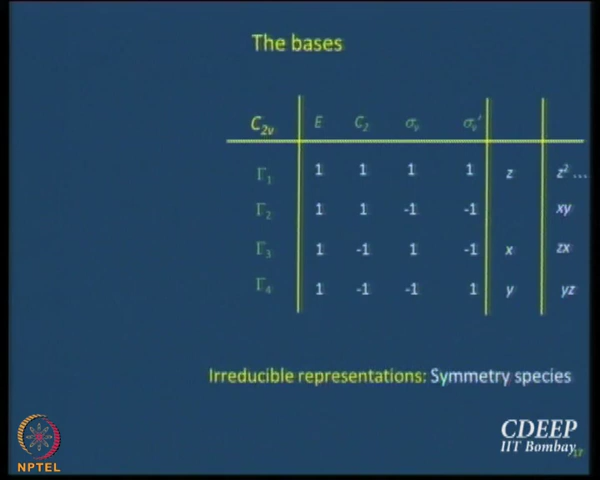 The bases
C2v E C2 σv σv'
Γ1 1 1 1 1 z z2 ...
Γ2 1 1 -1 -1 xy
Γ3 1 -1 1 -1 x zx
Γ4 1 -1 -1 1 y yz
Irreducible representations: Symmetry species
CDEEP
IIT Bombay
NPTEL